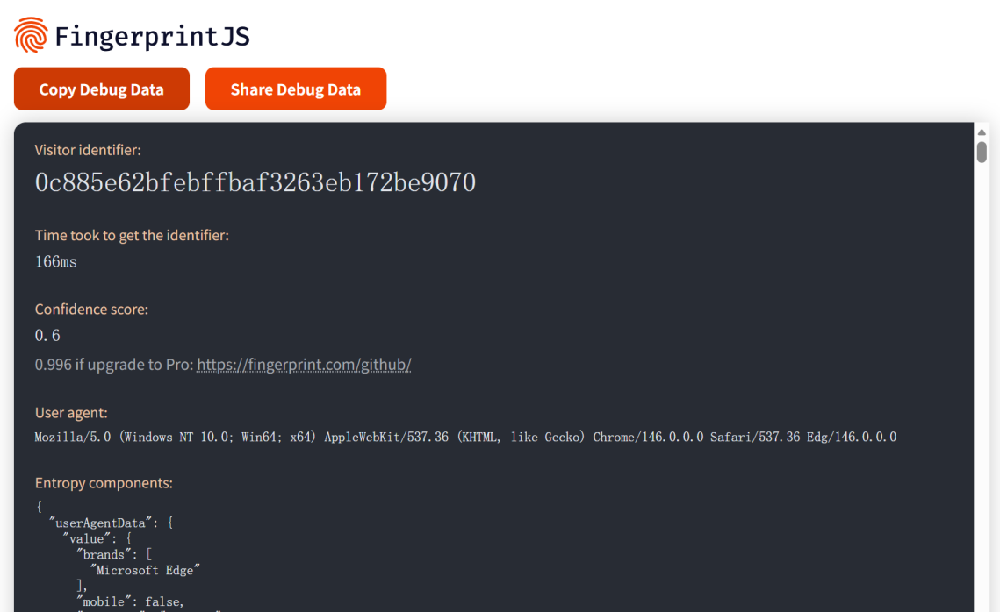 FingerprintJS
Copy Debug Data
Share Debug Data
Visitor identifier:
0c885e62bfebffbaf3263eb172be9070
Time took to get the identifier:
166ms
Confidence score:
0.6
0.996 if upgrade to Pro: https://fingerprint.com/github/
User agent:
Mozilla/5.0 (Windows NT 10.0; Win64; x64) AppleWebKit/537.36 (KHTML, like Gecko) Chrome/146.0.0.0 Safari/537.36 Edg/146.0.0.0
Entropy components:
{
"userAgentData": {
"value": {
"brands": [
"Microsoft Edge"
],
"mobile": false,